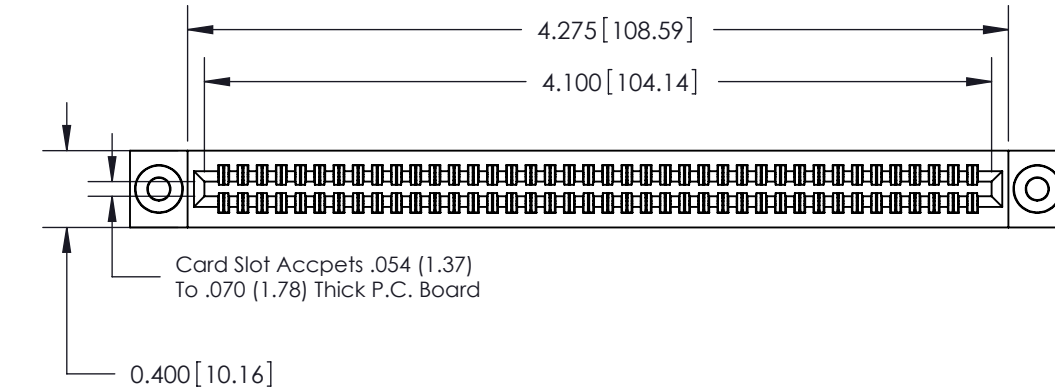 4.275[108.59]
4.100[104.14]
Card Slot Accpets .054 (1.37)
To .070 (1.78) Thick P.C. Board
0.400[10.16]